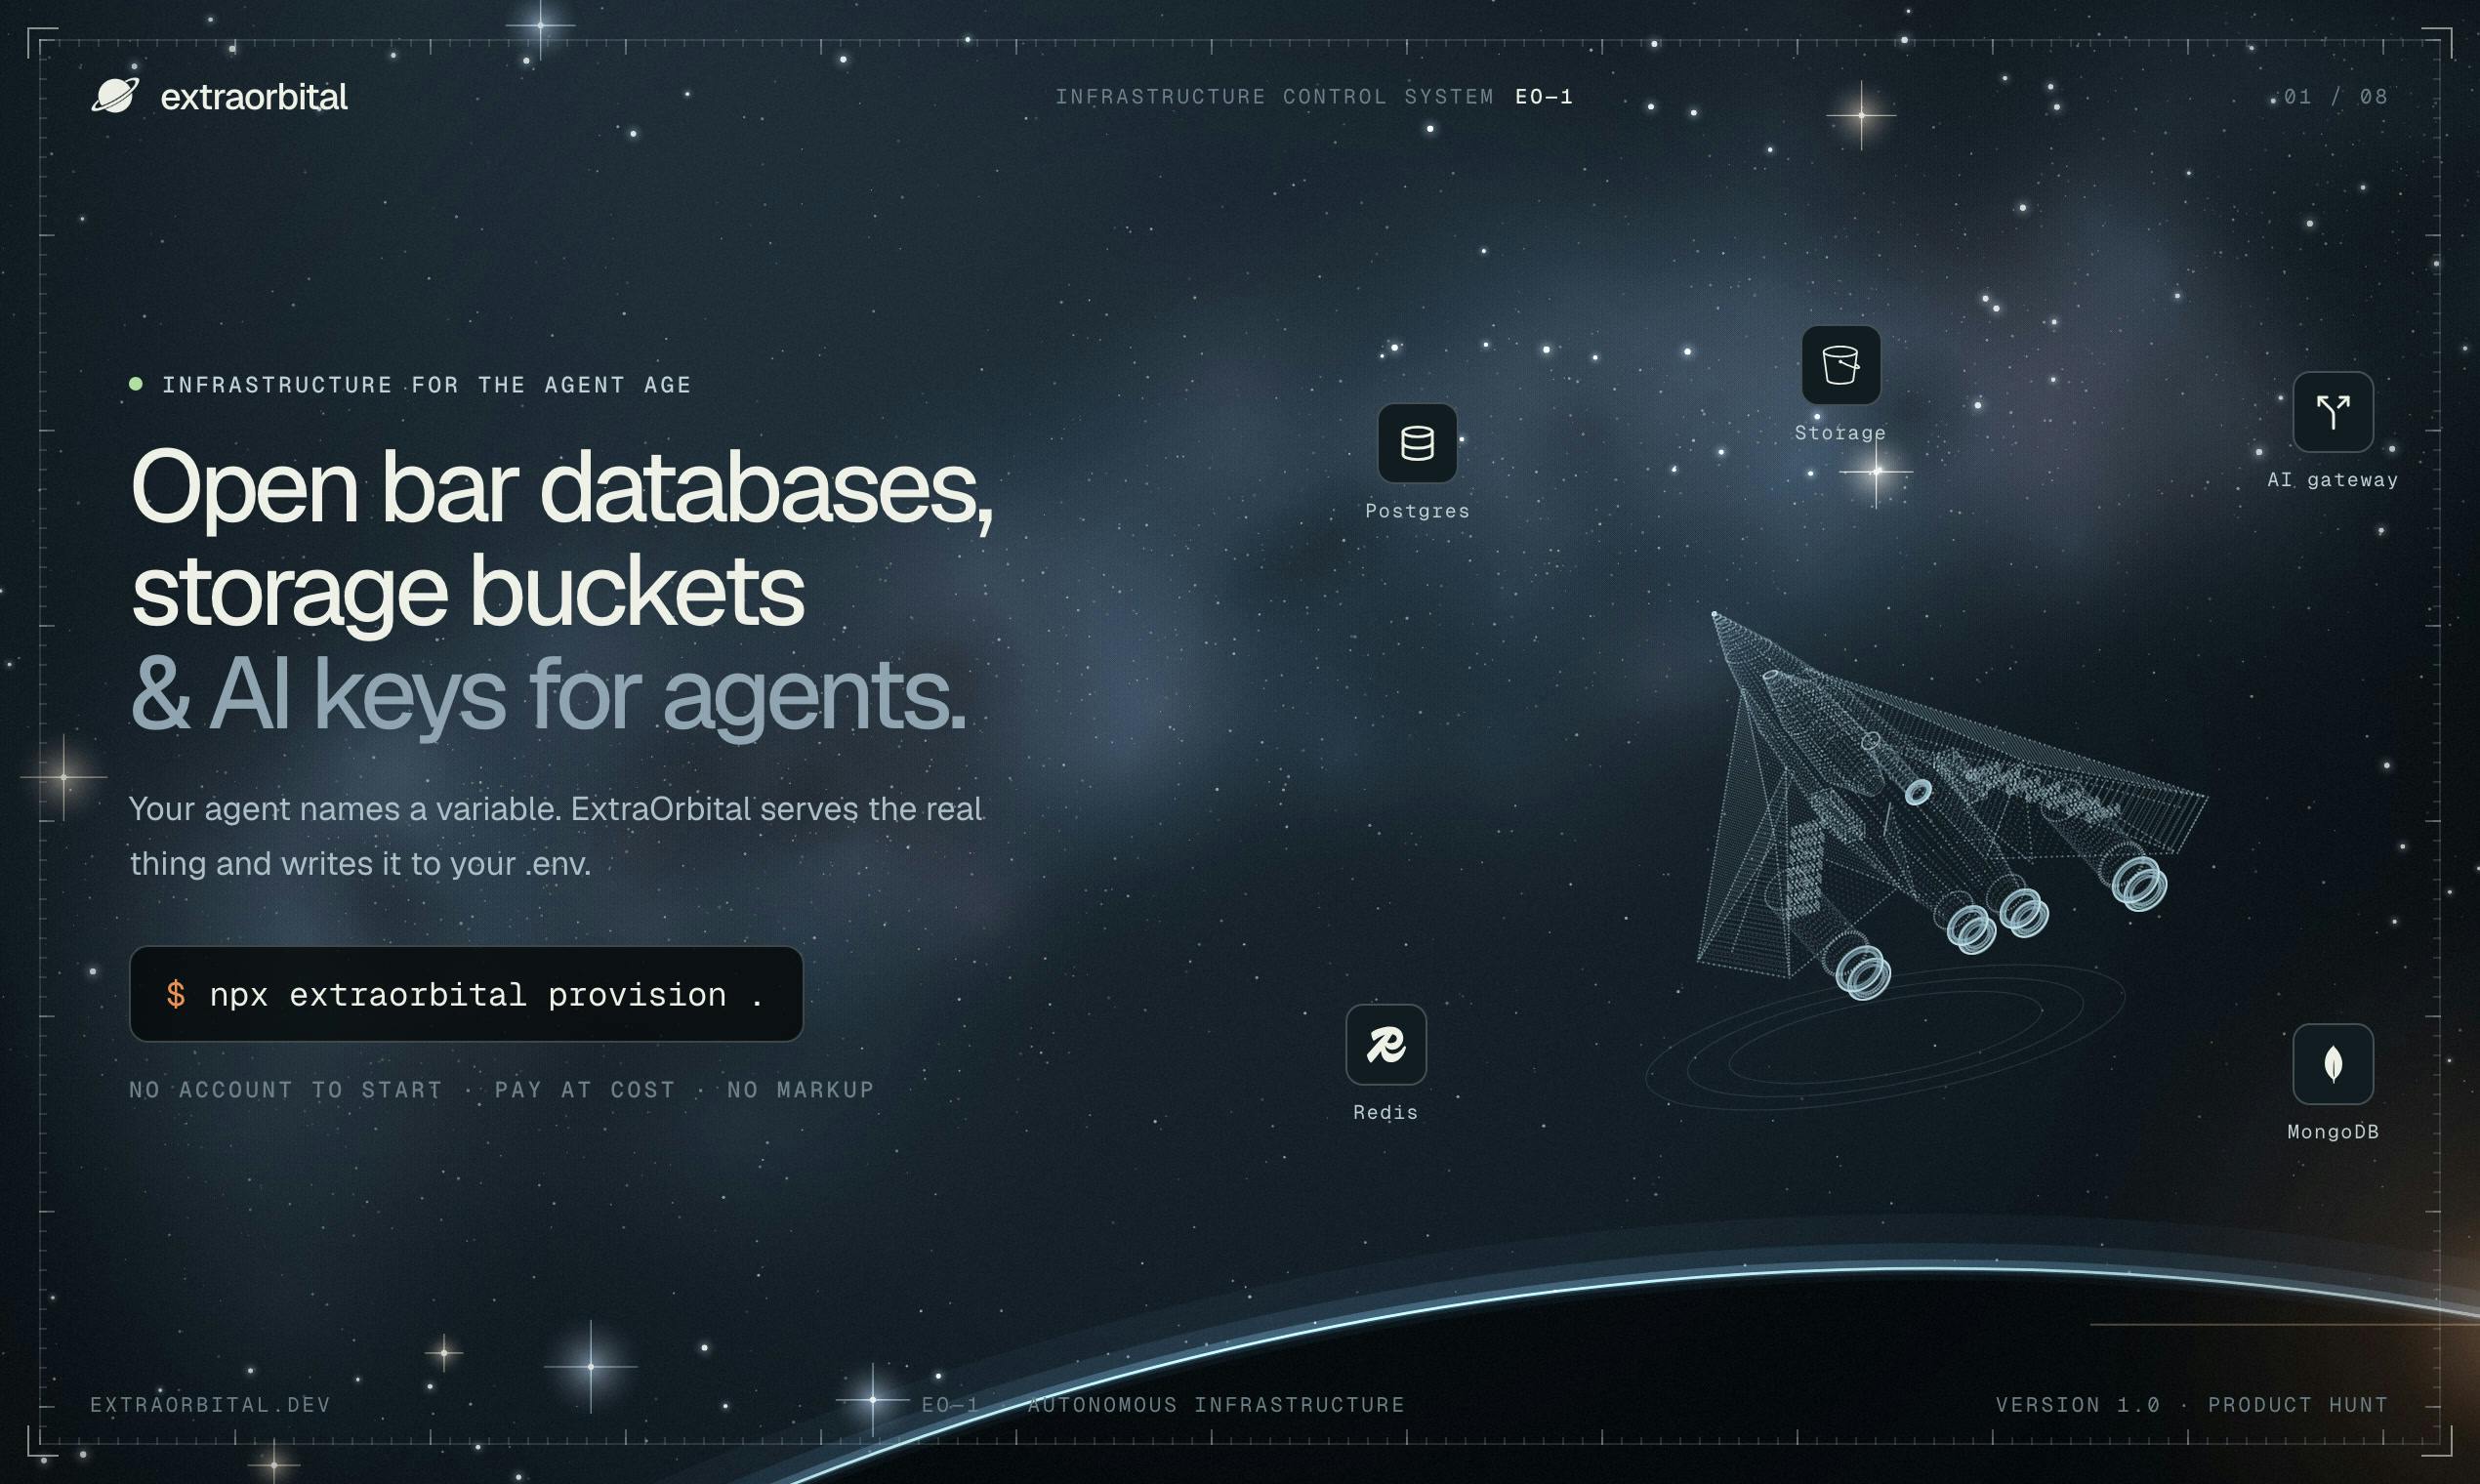 extraorbital
INFRASTRUCTURE CONTROL SYSTEM EO—1
01 / 08
INFRASTRUCTURE FOR THE AGENT AGE
Open bar databases,
storage buckets
& AI keys for agents.
Your agent names a variable. ExtraOrbital serves the real
thing and writes it to your .env.
$ npx extraorbital provision .
NO ACCOUNT TO START · PAY AT COST · NO MARKUP
Postgres
Storage
AI gateway
Redis
MongoDB
EXTRAORBITAL.DEV
EO—1 · AUTONOMOUS INFRASTRUCTURE
VERSION 1.0 · PRODUCT HUNT